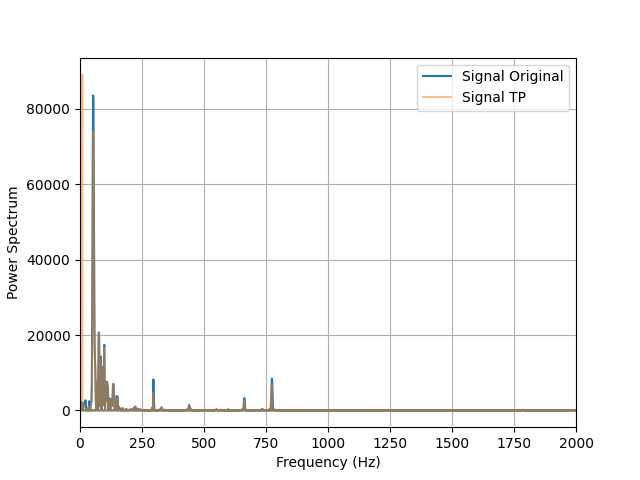 Signal Original
Signal TP
80000
60000
40000
20000
0
Power Spectrum
0 250 500 750 1000 1250 1500 1750 2000
Frequency (Hz)